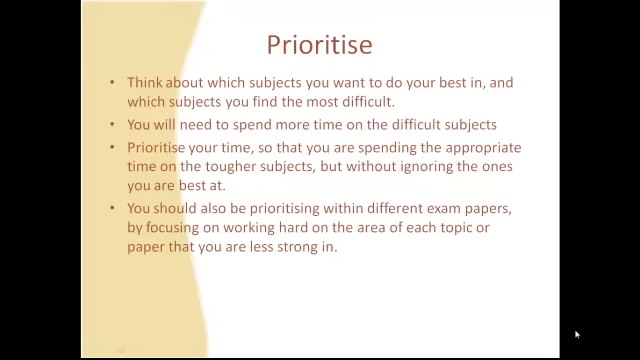 Prioritise
• Think about which subjects you want to do your best in, and
which subjects you find the most difficult.
• You will need to spend more time on the difficult subjects
• Prioritise your time, so that you are spending the appropriate
time on the tougher subjects, but without ignoring the ones
you are best at.
• You should also be prioritising within different exam papers,
by focusing on working hard on the area of each topic or
paper that you are less strong in.